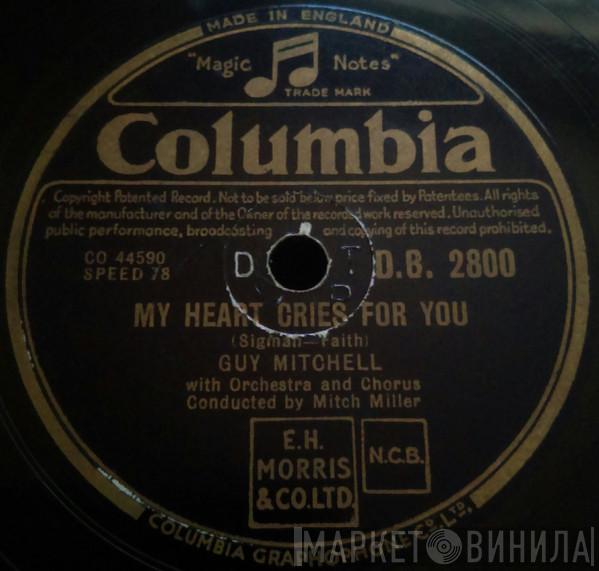 MADE IN ENGLAND
"Magic Notes"
TRADE MARK
Columbia
Copyright Patented Record. Not to be sold below price fixed by Patentees. All rights
of the manufacturer and of the Owner of the recorded work reserved. Unauthorised
public performance, broadcasting and copying of this record prohibited.
CO 44590
SPEED 78
D T
D.B. 2800
MY HEART CRIES FOR YOU
(Sigman—Faith)
GUY MITCHELL
with Orchestra and Chorus
Conducted by Mitch Miller
E.H.
MORRIS
& CO. LTD.
N.C.B.
COLUMBIA GRAPHOPHONE CO. LTD.
МАРКЕТ ВИНИЛА